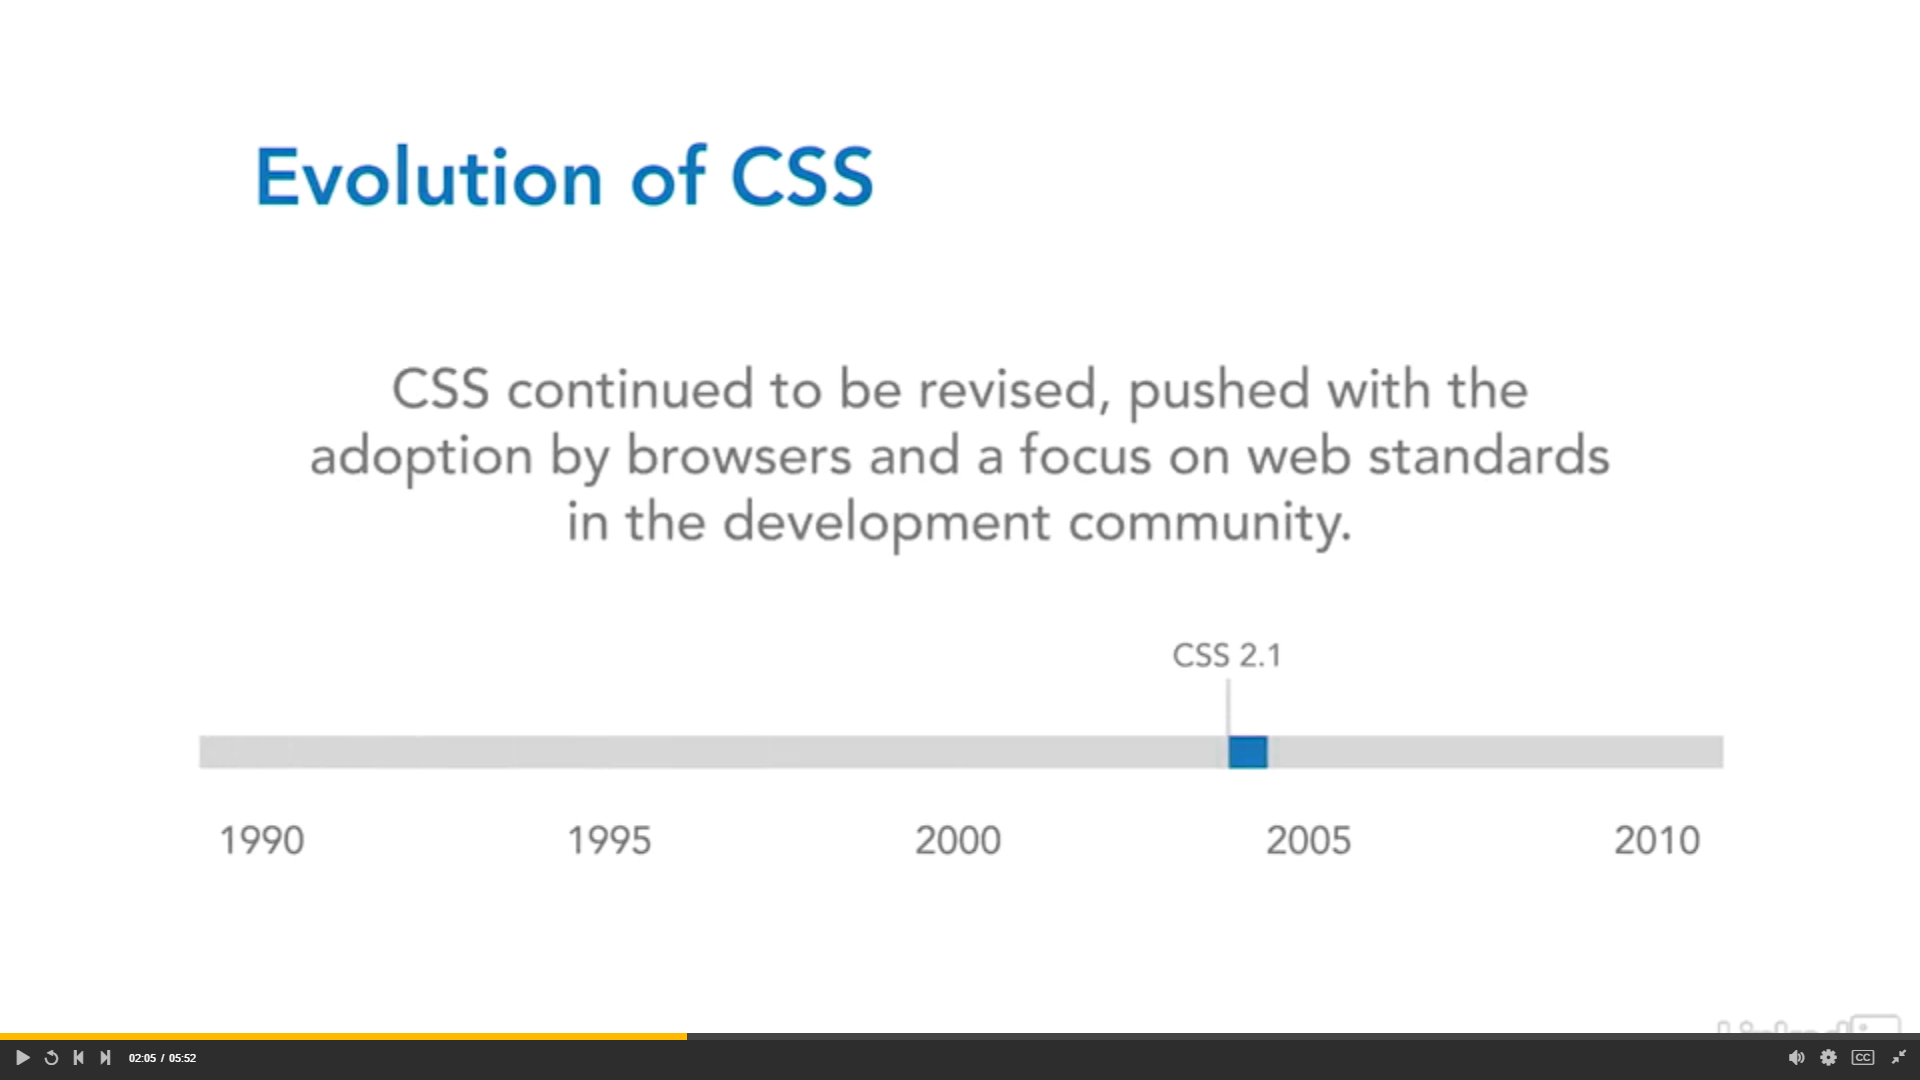 Evolution of CSS
CSS continued to be revised, pushed with the
adoption by browsers and a focus on web standards
in the development community.
CSS 2.1
1990 1995 2000 2005 2010
02:05 / 05:52
CC